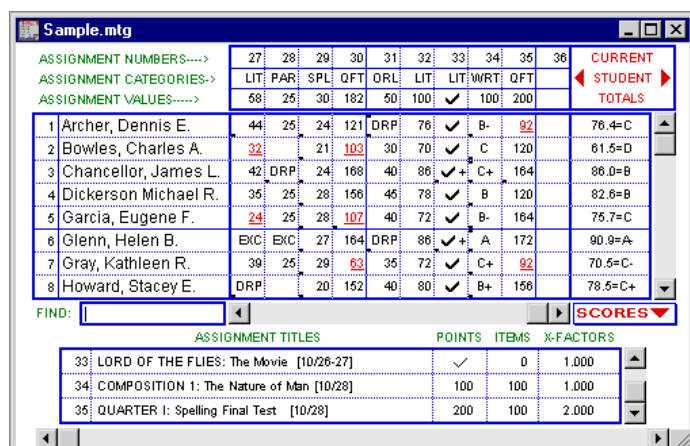 Sample.mtg
ASSIGNMENT NUMBERS----> 27 28 29 30 31 32 33 34 35 36 CURRENT
ASSIGNMENT CATEGORIES-> LIT PAR SPL QFT ORL LIT LIT WRT QFT STUDENT
ASSIGNMENT VALUES-----> 58 25 30 182 50 100 ✓ 100 200 TOTALS
1 Archer, Dennis E. 44 25 24 121 DRP 76 ✓ B- 92 76.4=C
2 Bowles, Charles A. 32 21 103 30 70 ✓ C 120 61.5=D
3 Chancellor, James L. 42 DRP 24 168 40 86 ✓+ C+ 164 86.0=B
4 Dickerson Michael R. 35 25 28 156 45 78 ✓ B 120 82.6=B
5 Garcia, Eugene F. 24 25 28 107 40 72 ✓ B- 164 75.7=C
6 Glenn, Helen B. EXC EXC 27 164 DRP 86 ✓+ A 172 90.9=A-
7 Gray, Kathleen R. 39 25 29 63 35 72 ✓ C+ 92 70.5=C-
8 Howard, Stacey E. DRP 20 152 40 80 ✓ B+ 156 78.5=C+
FIND: SCORES
ASSIGNMENT TITLES POINTS ITEMS X-FACTORS
33 LORD OF THE FLIES: The Movie [10/26-27] ✓ 0 1.000
34 COMPOSITION 1: The Nature of Man [10/28] 100 100 1.000
35 QUARTER I: Spelling Final Test [10/28] 200 100 2.000